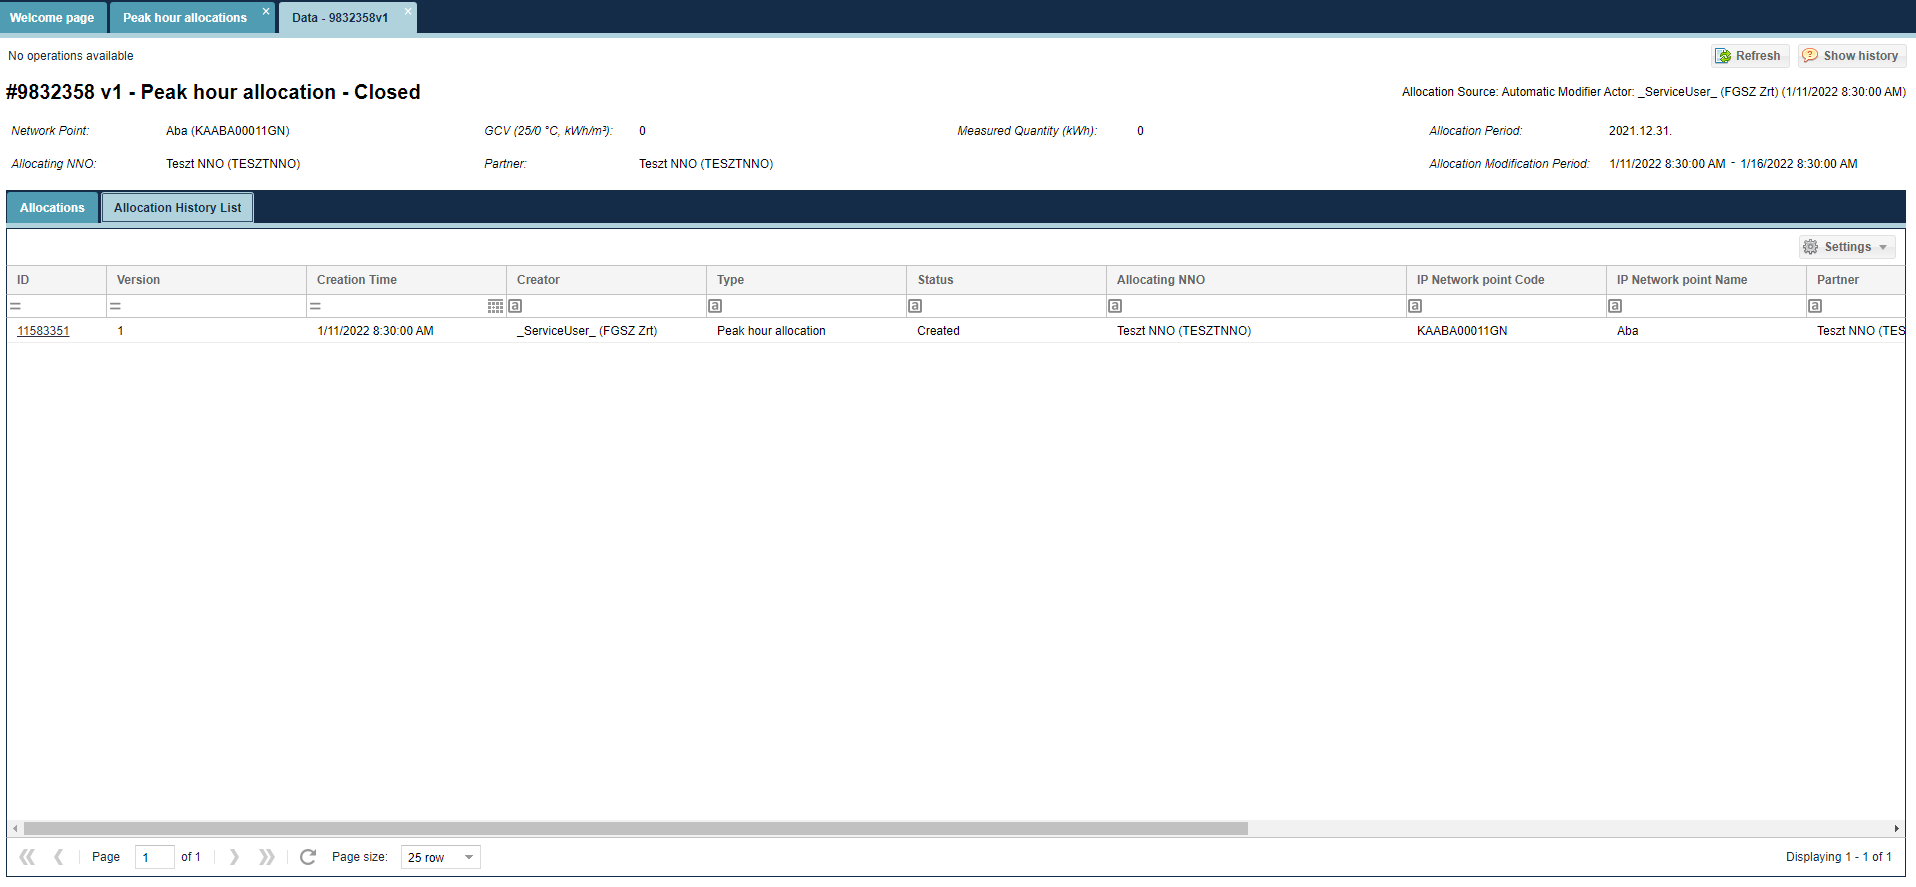 Welcome page Peak hour allocations Data - 9832358v1
No operations available Refresh Show history
#9832358 v1 - Peak hour allocation - Closed Allocation Source: Automatic Modifier Actor: _ServiceUser_ (FGSZ Zrt) (1/11/2022 8:30:00 AM)
Network Point: Aba (KAABA00011GN) GCV (25/0 °C, kWh/m³): 0 Measured Quantity (kWh): 0 Allocation Period: 2021.12.31.
Allocating NNO: Teszt NNO (TESZTNNO) Partner: Teszt NNO (TESZTNNO) Allocation Modification Period: 1/11/2022 8:30:00 AM - 1/16/2022 8:30:00 AM
Allocations Allocation History List
Settings
ID Version Creation Time Creator Type Status Allocating NNO IP Network point Code IP Network point Name Partner
11583351 1 1/11/2022 8:30:00 AM _ServiceUser_ (FGSZ Zrt) Peak hour allocation Created Teszt NNO (TESZTNNO) KAABA00011GN Aba Teszt NNO (TES
Page 1 of 1 Page size: 25 row Displaying 1 - 1 of 1